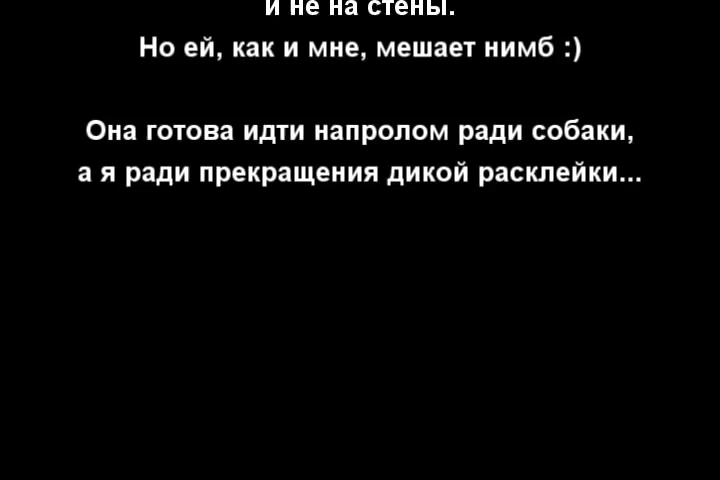 и не на стены.
Но ей, как и мне, мешает нимб :)
Она готова идти напролом ради собаки,
а я ради прекращения дикой расклейки...